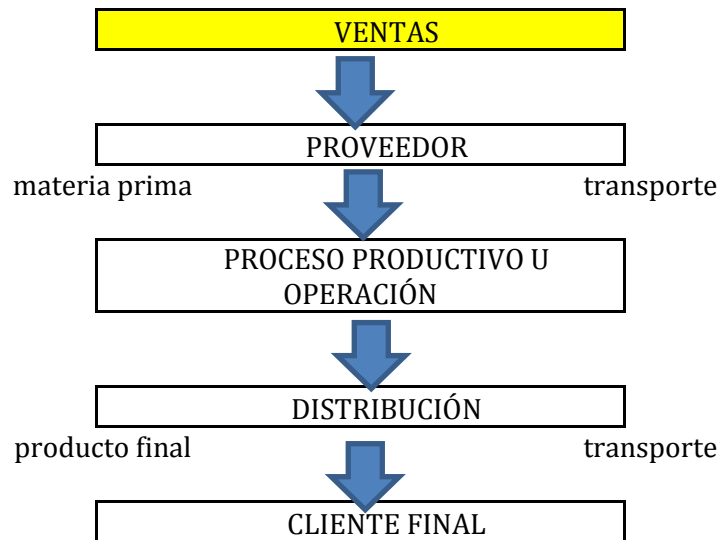 VENTAS
PROVEEDOR
materia prima transporte
PROCESO PRODUCTIVO U
OPERACIÓN
DISTRIBUCIÓN
producto final transporte
CLIENTE FINAL